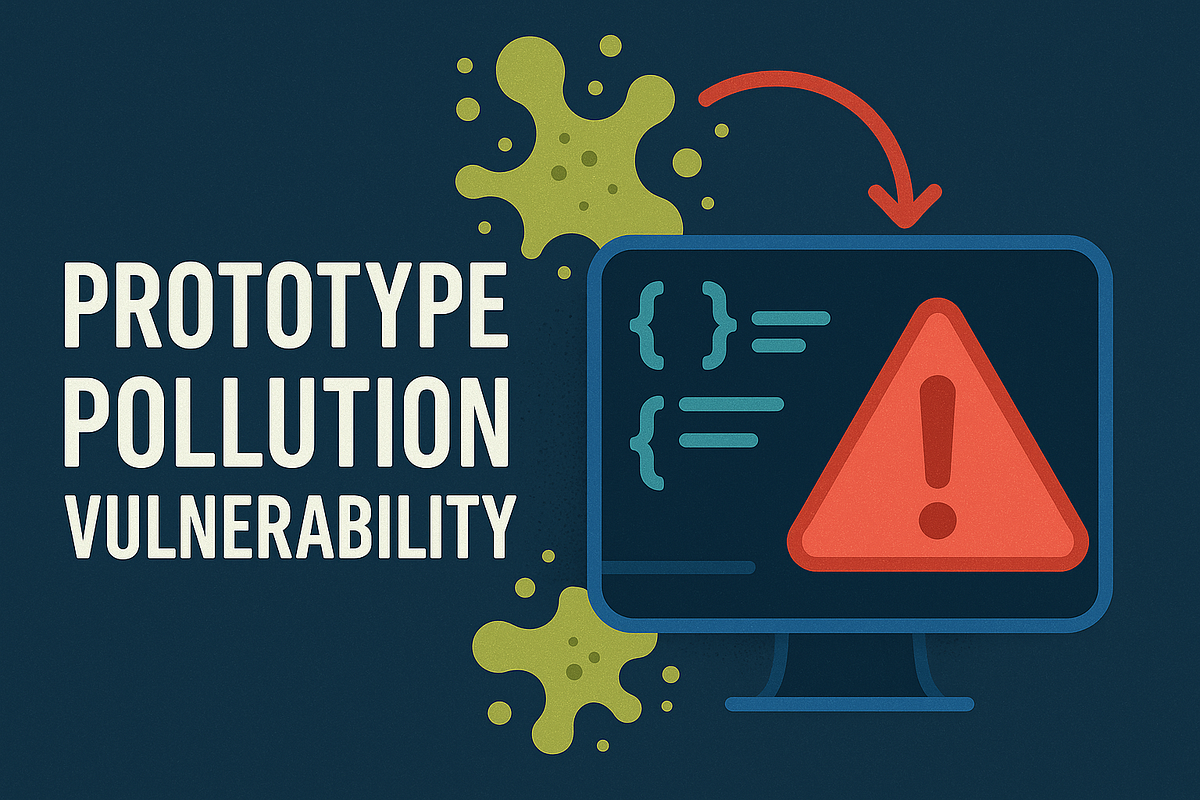 PROTOTYPE
POLLUTION
VULNERABILITY
{ }
{
!